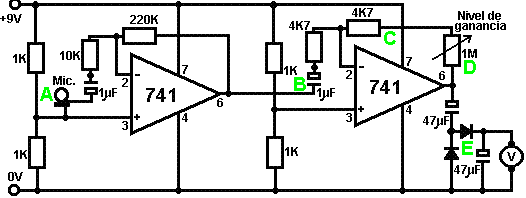 +9V
220K
4K7
4K7
Nivel de
ganancia
1K
10K
Mic.
A
1µF
2
-
7
741
6
3
+
4
1K
1K
B
1µF
C
2
-
7
741
6
3
+
4
1K
1M
D
47µF
E
47µF
V
0V